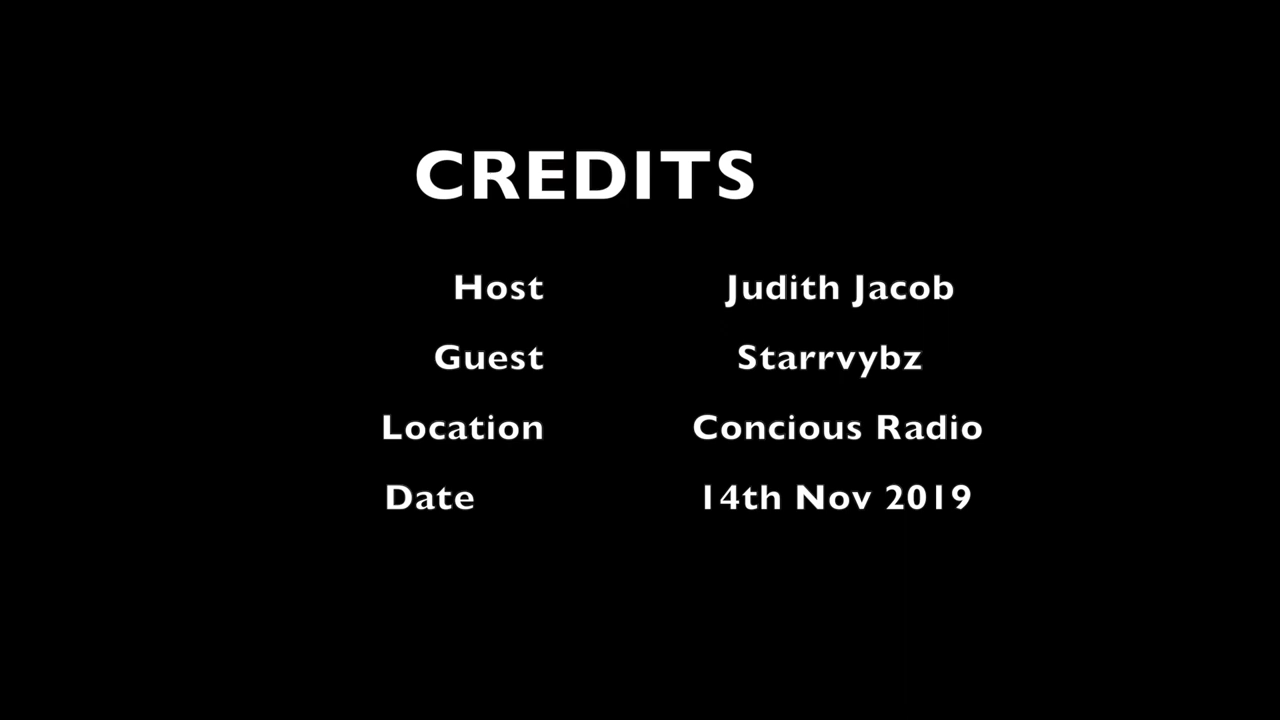 CREDITS
Host Judith Jacob
Guest Starrvybz
Location Concious Radio
Date 14th Nov 2019